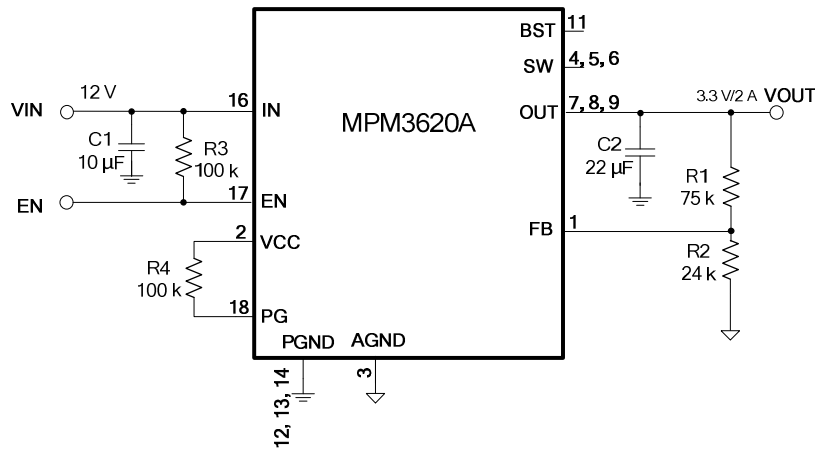 BST
11
SW
4, 5, 6
VIN
12 V
16
IN
MPM3620A
OUT
7, 8, 9
3.3 V/2 A
VOUT
C1
10 µF
R3
100 k
C2
22 µF
R1
75 k
EN
17
EN
FB
1
2
VCC
R2
24 k
R4
100 k
18
PG
PGND
AGND
12, 13, 14
3